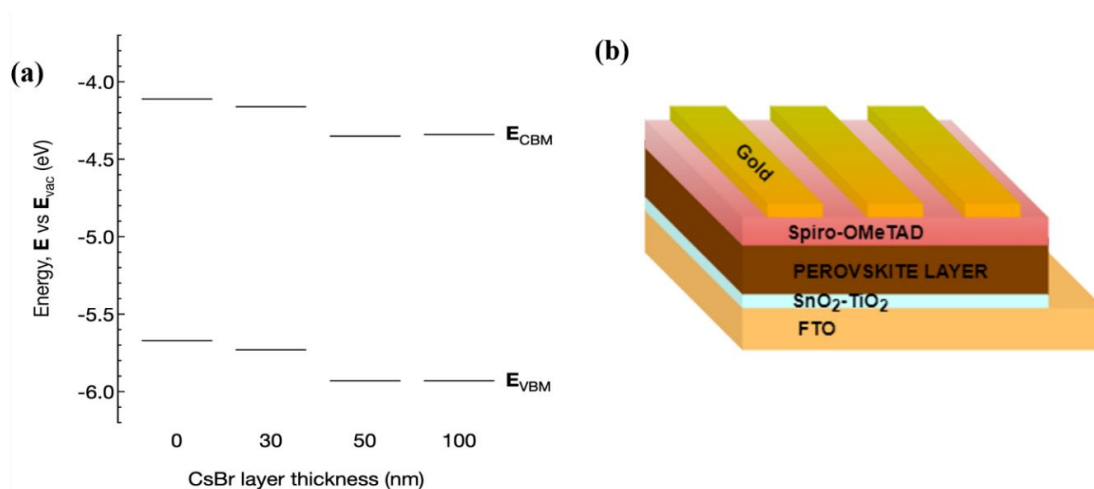 (a)
Energy, E vs E_vac (eV)
-4.0
-4.5
-5.0
-5.5
-6.0
E_CBM
E_VBM
0 30 50 100
CsBr layer thickness (nm)
(b)
Gold
Spiro-OMeTAD
PEROVSKITE LAYER
SnO₂-TiO₂
FTO